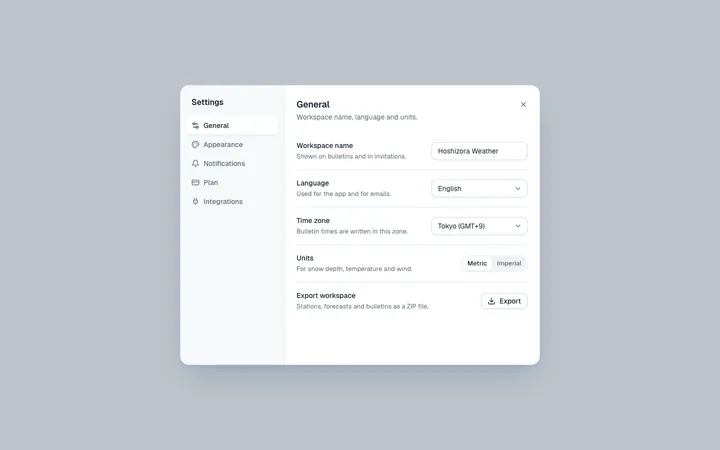 Settings
General
Appearance
Notifications
Plan
Integrations
General
Workspace name, language and units.
Workspace name
Shown on bulletins and in invitations.
Hoshizora Weather
Language
Used for the app and for emails.
English
Time zone
Bulletin times are written in this zone.
Tokyo (GMT+9)
Units
For snow depth, temperature and wind.
Metric Imperial
Export workspace
Stations, forecasts and bulletins as a ZIP file.
Export